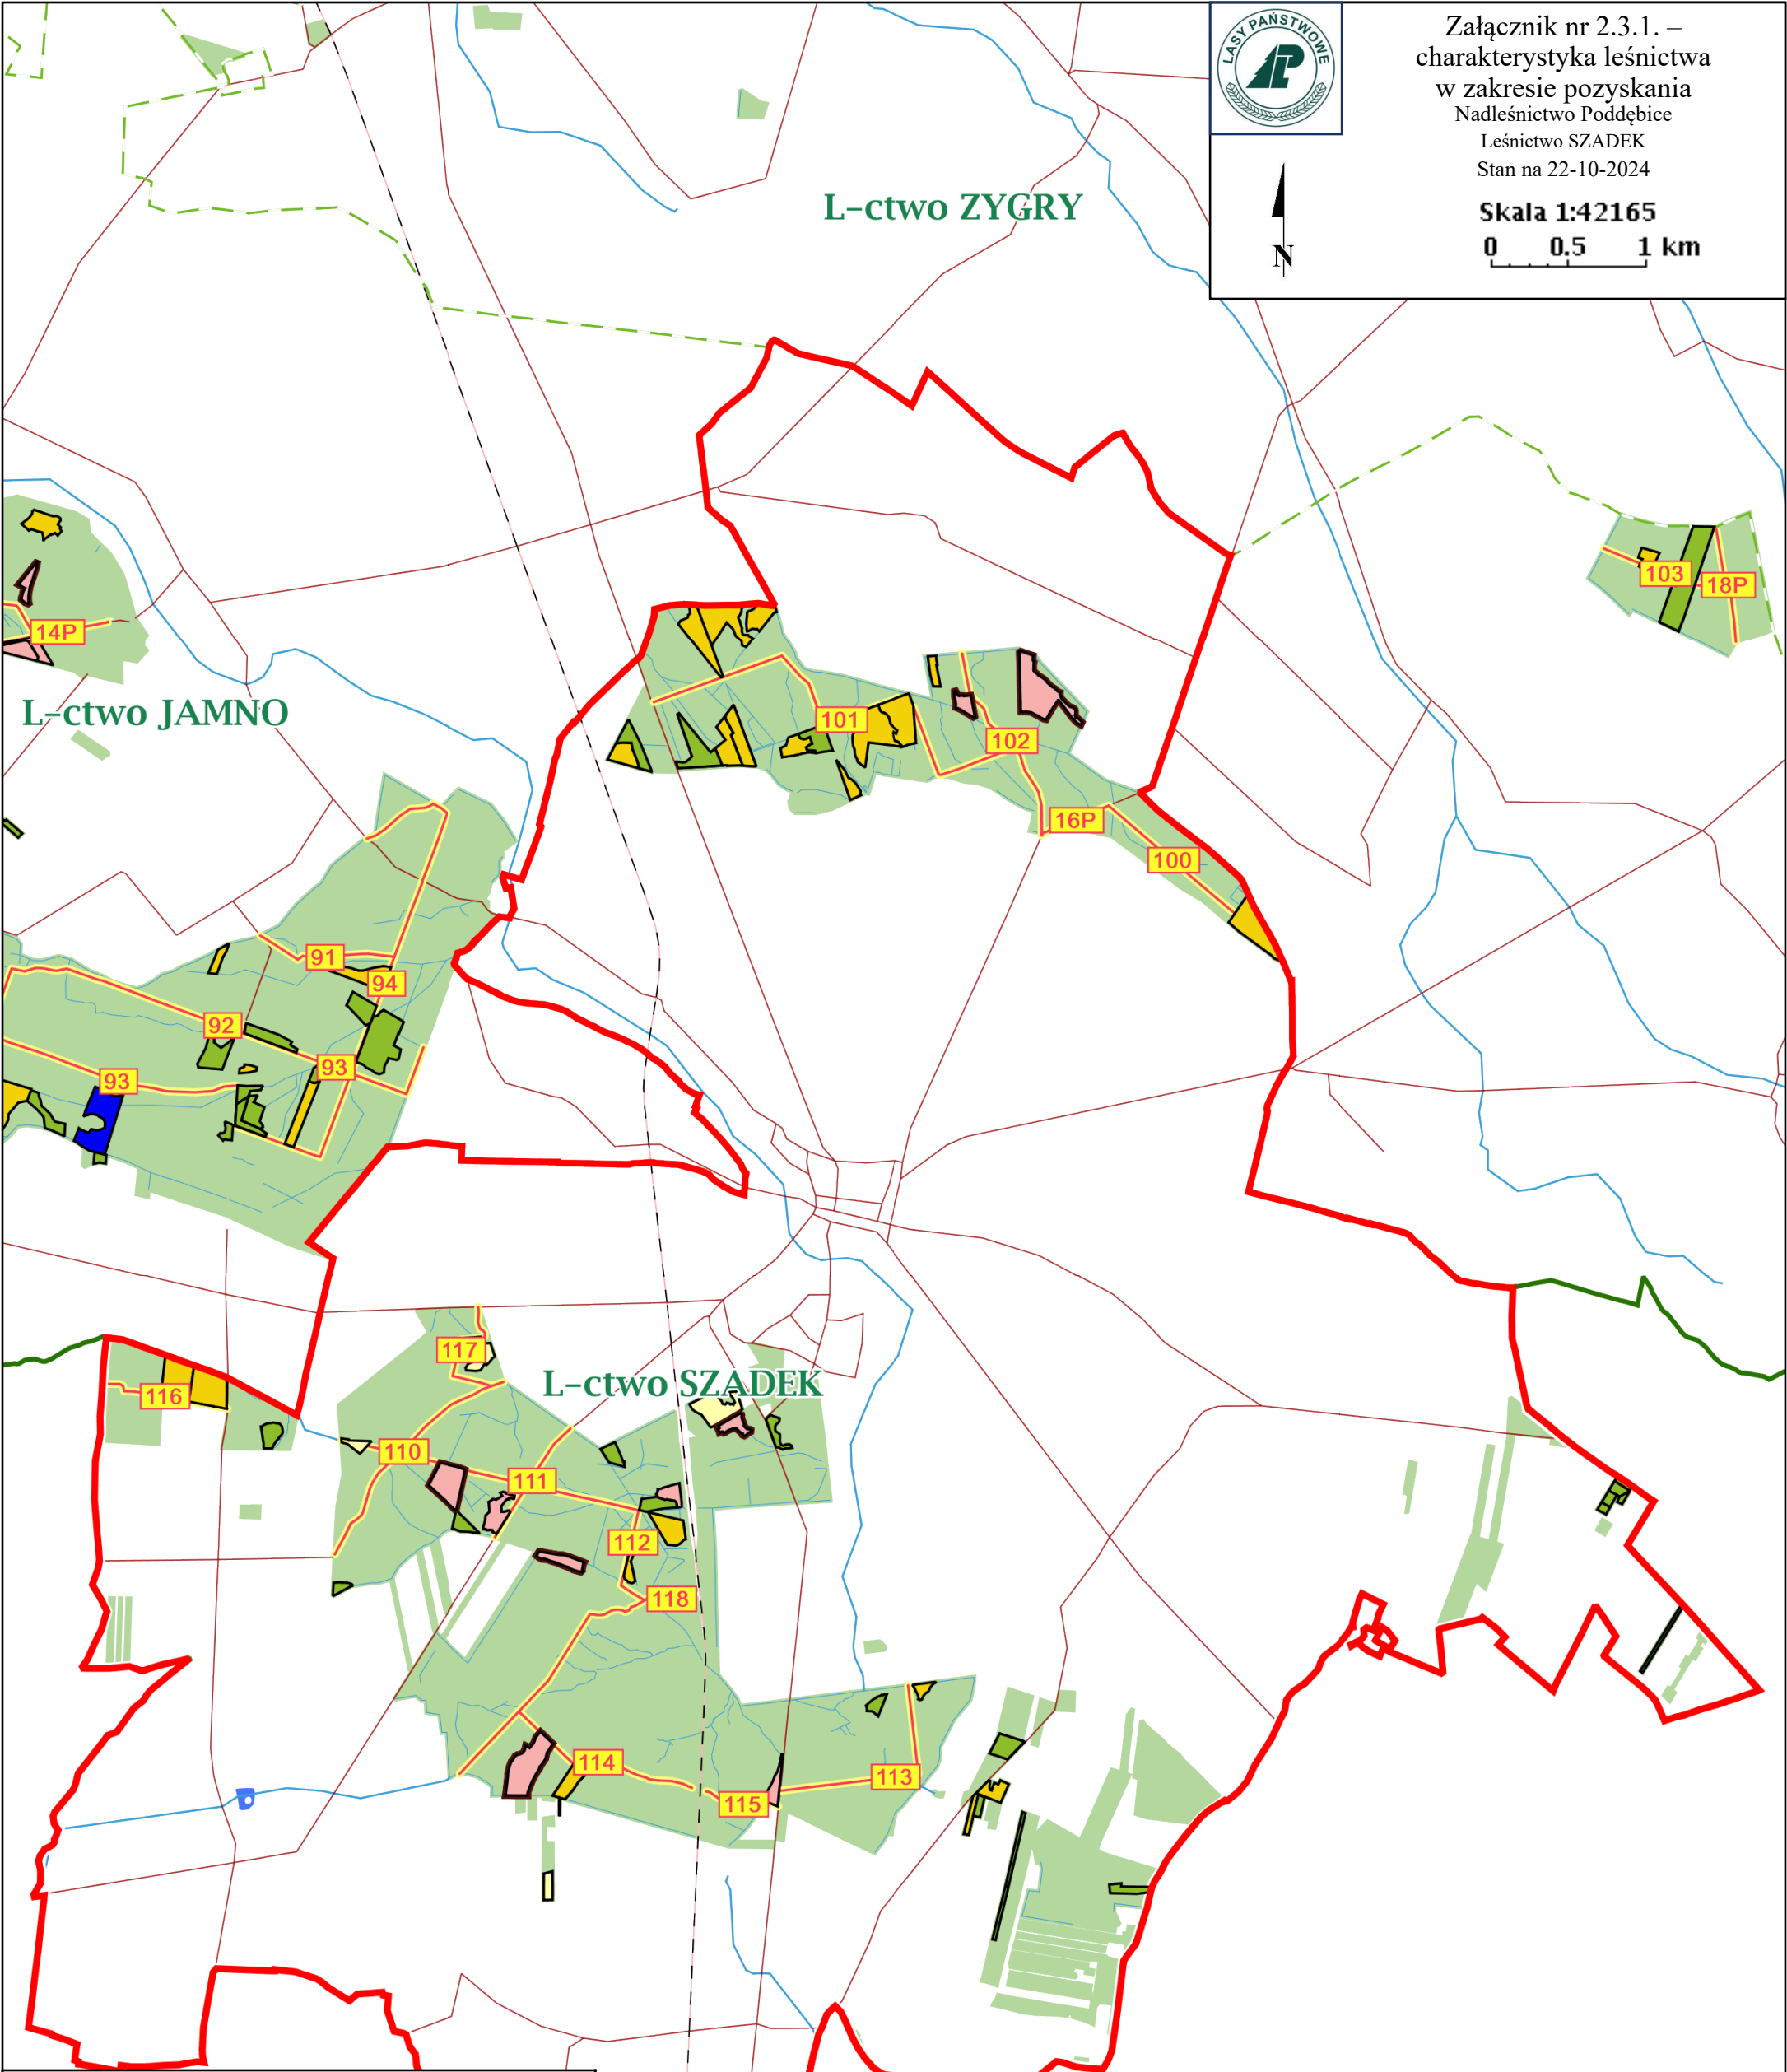 LASY PAŃSTWOWE
LP
Załącznik nr 2.3.1. –
charakterystyka leśnictwa
w zakresie pozyskania
Nadleśnictwo Poddębice
Leśnictwo SZADEK
Stan na 22-10-2024
Skala 1:42165
0 0.5 1 km
N
L-ctwo ZYGRY
103
18P
14P
L-ctwo JAMNO
101
102
16P
100
91
94
92
93
93
117
L-ctwo SZADEK
116
110
111
112
118
114
113
115